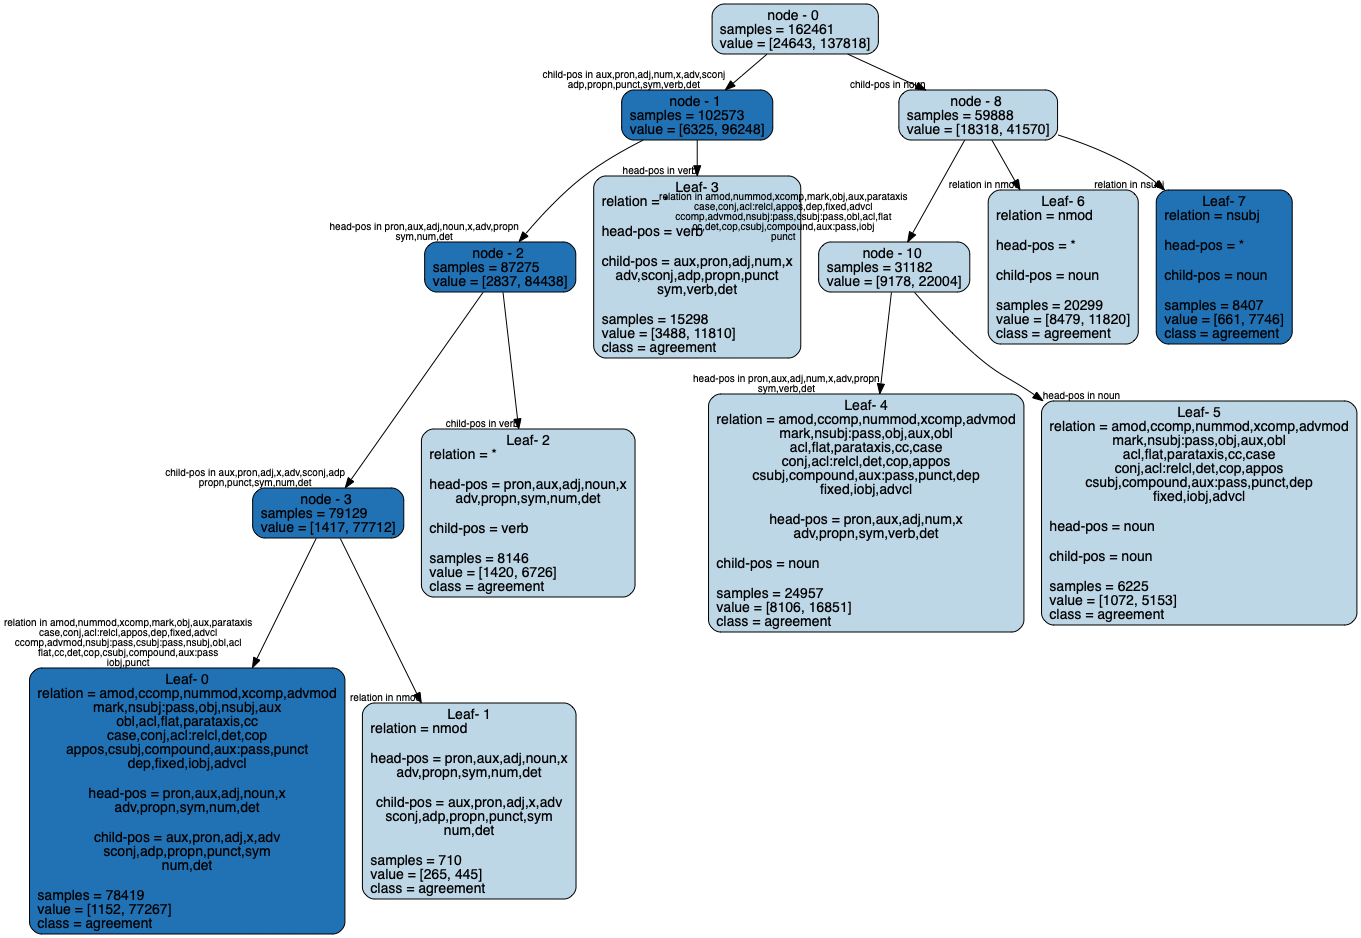 node - 0
samples = 162461
value = [24643, 137818]
child-pos in aux,pron,adj,num,x,adv,sconj
adp,propn,punct,sym,verb,det
child-pos in noun
node - 1
samples = 102573
value = [6325, 96248]
node - 8
samples = 59888
value = [18318, 41570]
head-pos in verb
relation in nmod
relation in nsubj
Leaf- 3
relation = *
head-pos = verb
child-pos = aux,pron,adj,num,x
adv,sconj,adp,propn,punct
sym,verb,det
samples = 15298
value = [3488, 11810]
class = agreement
relation in amod,nummod,xcomp,mark,obj,aux,parataxis
case,conj,acl:relcl,appos,dep,fixed,advcl
ccomp,advmod,nsubj:pass,csubj:pass,obl,acl,flat
cc,det,cop,csubj,compound,aux:pass,iobj
punct
Leaf- 6
relation = nmod
head-pos = *
child-pos = noun
samples = 20299
value = [8479, 11820]
class = agreement
Leaf- 7
relation = nsubj
head-pos = *
child-pos = noun
samples = 8407
value = [661, 7746]
class = agreement
head-pos in pron,aux,adj,noun,x,adv,propn
sym,num,det
node - 2
samples = 87275
value = [2837, 84438]
node - 10
samples = 31182
value = [9178, 22004]
head-pos in pron,aux,adj,num,x,adv,propn
sym,verb,det
head-pos in noun
Leaf- 4
relation = amod,ccomp,nummod,xcomp,advmod
mark,nsubj:pass,obj,aux,obl
acl,flat,parataxis,cc,case
conj,acl:relcl,det,cop,appos
csubj,compound,aux:pass,punct,dep
fixed,iobj,advcl
head-pos = pron,aux,adj,num,x
adv,propn,sym,verb,det
child-pos = noun
samples = 24957
value = [8106, 16851]
class = agreement
Leaf- 5
relation = amod,ccomp,nummod,xcomp,advmod
mark,nsubj:pass,obj,aux,obl
acl,flat,parataxis,cc,case
conj,acl:relcl,det,cop,appos
csubj,compound,aux:pass,punct,dep
fixed,iobj,advcl
head-pos = noun
child-pos = noun
samples = 6225
value = [1072, 5153]
class = agreement
child-pos in verb
Leaf- 2
relation = *
head-pos = pron,aux,adj,noun,x
adv,propn,sym,num,det
child-pos = verb
samples = 8146
value = [1420, 6726]
class = agreement
child-pos in aux,pron,adj,x,adv,sconj,adp
propn,punct,sym,num,det
node - 3
samples = 79129
value = [1417, 77712]
relation in amod,nummod,xcomp,mark,obj,aux,parataxis
case,conj,acl:relcl,appos,dep,fixed,advcl
ccomp,advmod,nsubj:pass,csubj:pass,nsubj,obl,acl
flat,cc,det,cop,csubj,compound,aux:pass
iobj,punct
relation in nmod
Leaf- 0
relation = amod,ccomp,nummod,xcomp,advmod
mark,nsubj:pass,obj,nsubj,aux
obl,acl,flat,parataxis,cc
case,conj,acl:relcl,det,cop
appos,csubj,compound,aux:pass,punct
dep,fixed,iobj,advcl
head-pos = pron,aux,adj,noun,x
adv,propn,sym,num,det
child-pos = aux,pron,adj,x,adv
sconj,adp,propn,punct,sym
num,det
samples = 78419
value = [1152, 77267]
class = agreement
Leaf- 1
relation = nmod
head-pos = pron,aux,adj,noun,x
adv,propn,sym,num,det
child-pos = aux,pron,adj,x,adv
sconj,adp,propn,punct,sym
num,det
samples = 710
value = [265, 445]
class = agreement